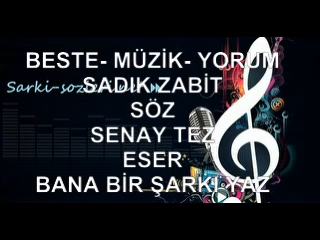 BESTE- MÜZİK- YORUM
SADIK ZABİT
SÖZ
SENAY TEZ
ESER
BANA BİR ŞARKI YAZ